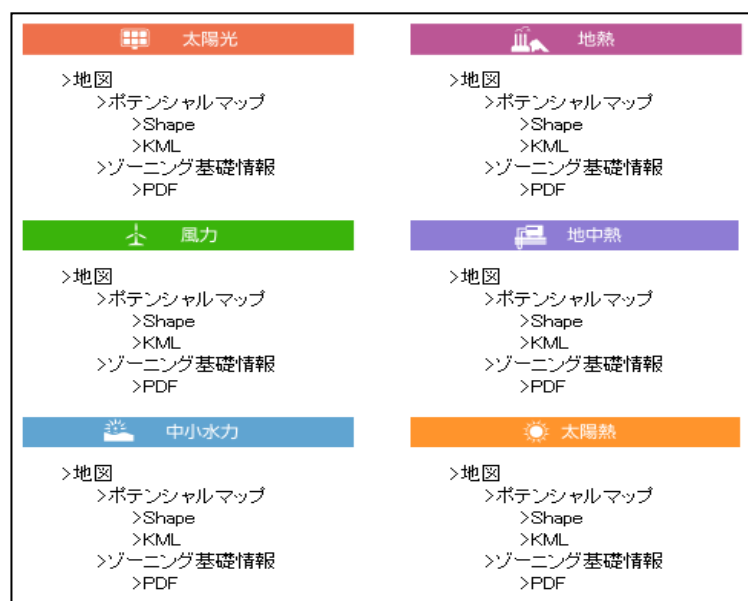 太陽光
>地図
>ポテンシャルマップ
>Shape
>KML
>ゾーニング基礎情報
>PDF
地熱
>地図
>ポテンシャルマップ
>Shape
>KML
>ゾーニング基礎情報
>PDF
風力
>地図
>ポテンシャルマップ
>Shape
>KML
>ゾーニング基礎情報
>PDF
地中熱
>地図
>ポテンシャルマップ
>Shape
>KML
>ゾーニング基礎情報
>PDF
中小水力
>地図
>ポテンシャルマップ
>Shape
>KML
>ゾーニング基礎情報
>PDF
太陽熱
>地図
>ポテンシャルマップ
>Shape
>KML
>ゾーニング基礎情報
>PDF